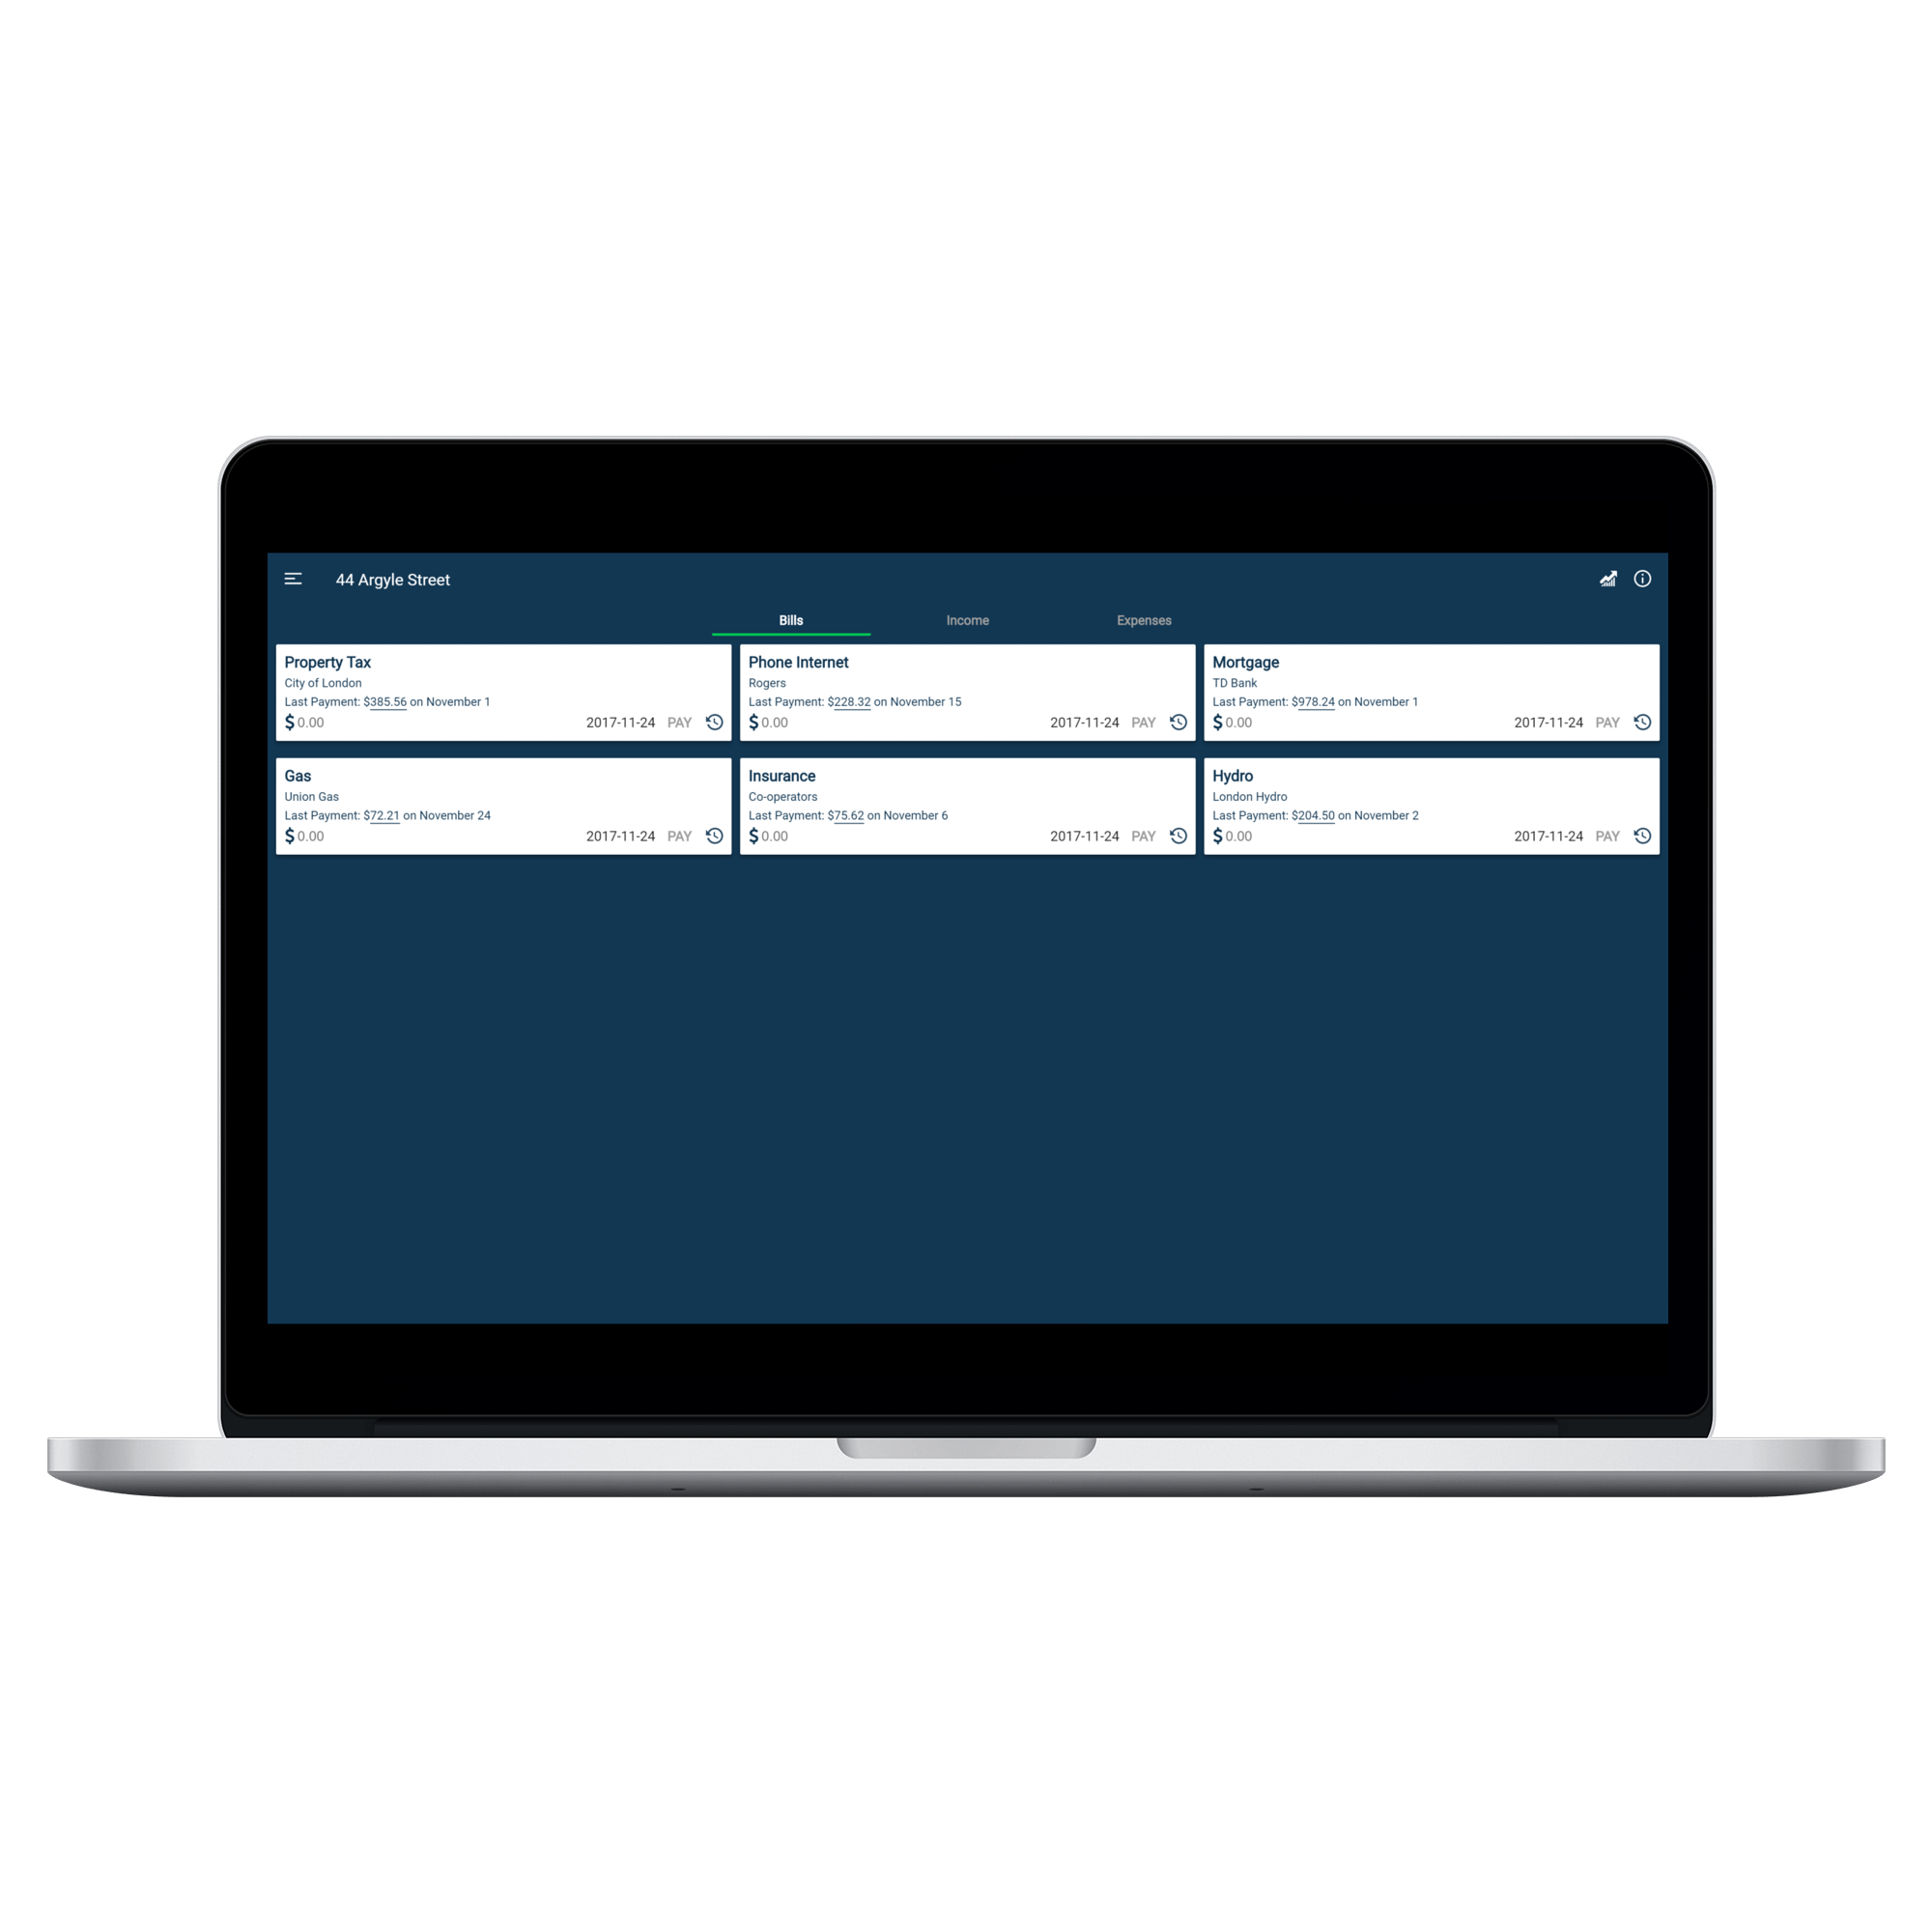 44 Argyle Street
Bills Income Expenses
Property Tax
City of London
Last Payment: $385.56 on November 1
$ 0.00 2017-11-24 PAY
Phone Internet
Rogers
Last Payment: $228.32 on November 15
$ 0.00 2017-11-24 PAY
Mortgage
TD Bank
Last Payment: $978.24 on November 1
$ 0.00 2017-11-24 PAY
Gas
Union Gas
Last Payment: $72.21 on November 24
$ 0.00 2017-11-24 PAY
Insurance
Co-operators
Last Payment: $75.62 on November 6
$ 0.00 2017-11-24 PAY
Hydro
London Hydro
Last Payment: $204.50 on November 2
$ 0.00 2017-11-24 PAY